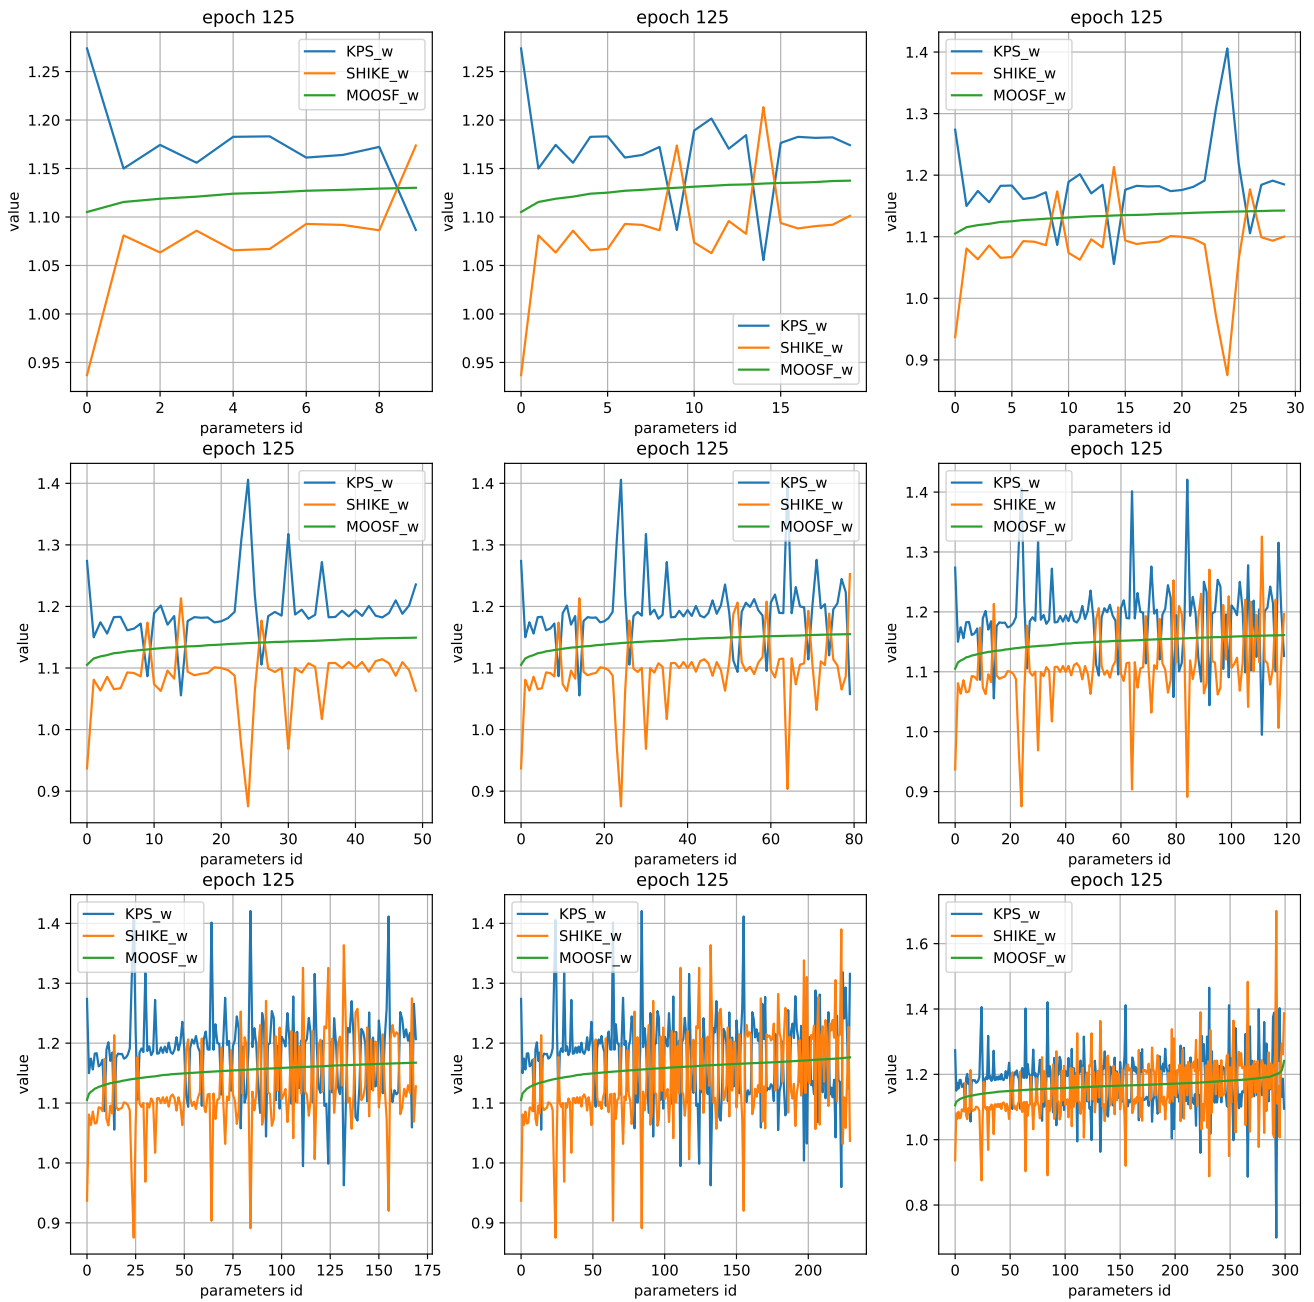 epoch 125
epoch 125
epoch 125
KPS_w
SHIKE_w
MOOSF_w
1.25
1.20
1.15
1.10
1.05
1.00
0.95
value
0 2 4 6 8
parameters id
KPS_w
SHIKE_w
MOOSF_w
1.25
1.20
1.15
1.10
1.05
1.00
0.95
value
0 5 10 15
parameters id
KPS_w
SHIKE_w
MOOSF_w
1.4
1.3
1.2
1.1
1.0
0.9
value
0 5 10 15 20 25 30
parameters id
epoch 125
epoch 125
epoch 125
KPS_w
SHIKE_w
MOOSF_w
1.4
1.3
1.2
1.1
1.0
0.9
value
0 10 20 30 40 50
parameters id
KPS_w
SHIKE_w
MOOSF_w
1.4
1.3
1.2
1.1
1.0
0.9
value
0 20 40 60 80
parameters id
KPS_w
SHIKE_w
MOOSF_w
1.4
1.3
1.2
1.1
1.0
0.9
value
0 20 40 60 80 100 120
parameters id
epoch 125
epoch 125
epoch 125
KPS_w
SHIKE_w
MOOSF_w
1.4
1.3
1.2
1.1
1.0
0.9
value
0 25 50 75 100 125 150 175
parameters id
KPS_w
SHIKE_w
MOOSF_w
1.4
1.3
1.2
1.1
1.0
0.9
value
0 50 100 150 200
parameters id
KPS_w
SHIKE_w
MOOSF_w
1.6
1.4
1.2
1.0
0.8
value
0 50 100 150 200 250 300
parameters id